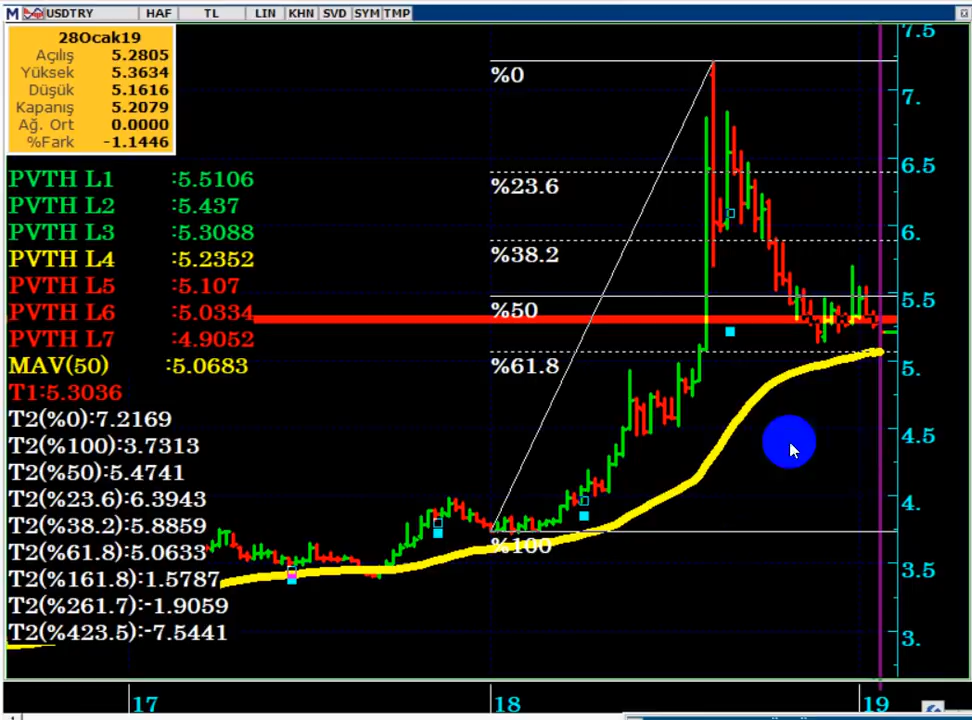 M USDTRY HAF TL LIN KHN SVD SYM TMP
28Ocak19
Açılış 5.2805
Yüksek 5.3634
Düşük 5.1616
Kapanış 5.2079
Ağ. Ort 0.0000
%Fark -1.1446
PVTH L1 :5.5106
PVTH L2 :5.437
PVTH L3 :5.3088
PVTH L4 :5.2352
PVTH L5 :5.107
PVTH L6 :5.0334
PVTH L7 :4.9052
MAV(50) :5.0683
T1:5.3036
T2(%0):7.2169
T2(%100):3.7313
T2(%50):5.4741
T2(%23.6):6.3943
T2(%38.2):5.8859
T2(%61.8):5.0633
T2(%161.8):1.5787
T2(%261.7):-1.9059
T2(%423.5):-7.5441
%0
%23.6
%38.2
%50
%61.8
%100
7.5
7.
6.5
6.
5.5
5.
4.5
4.
3.5
3.
17 18 19